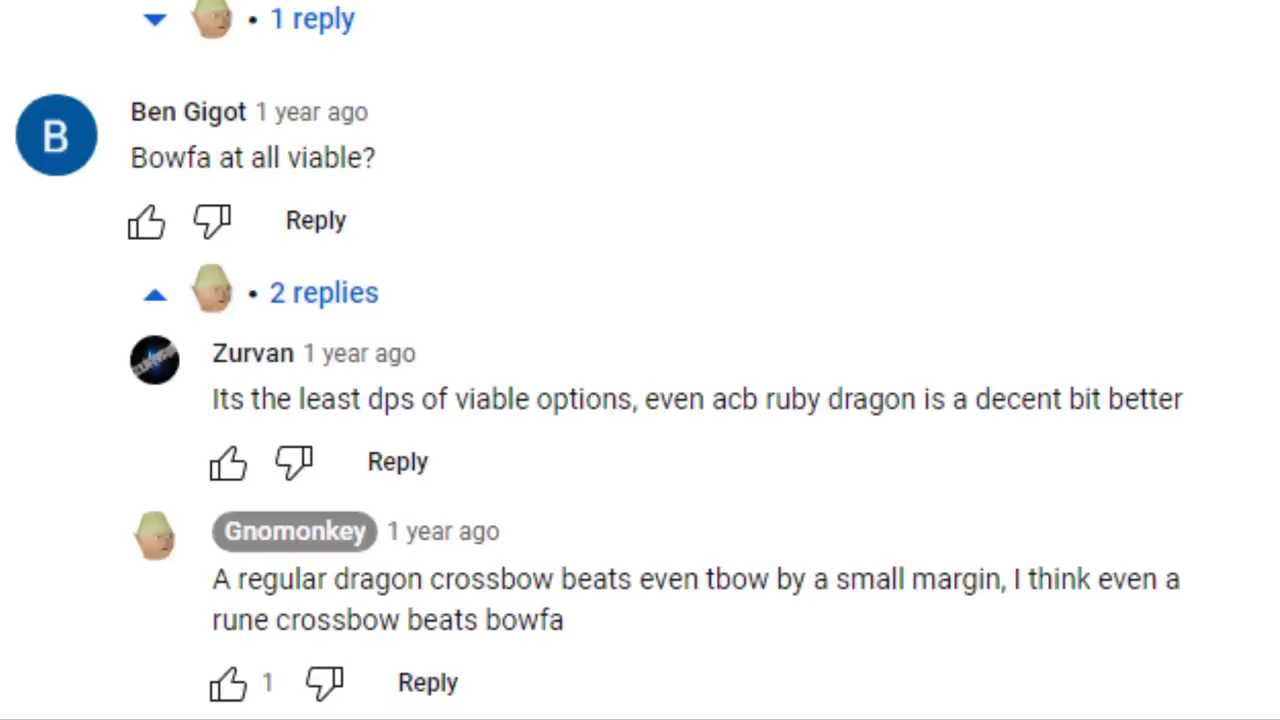 1 reply
B
Ben Gigot 1 year ago
Bowfa at all viable?
Reply
2 replies
Zurvan 1 year ago
Its the least dps of viable options, even acb ruby dragon is a decent bit better
Reply
Gnomonkey 1 year ago
A regular dragon crossbow beats even tbow by a small margin, I think even a
rune crossbow beats bowfa
1 Reply